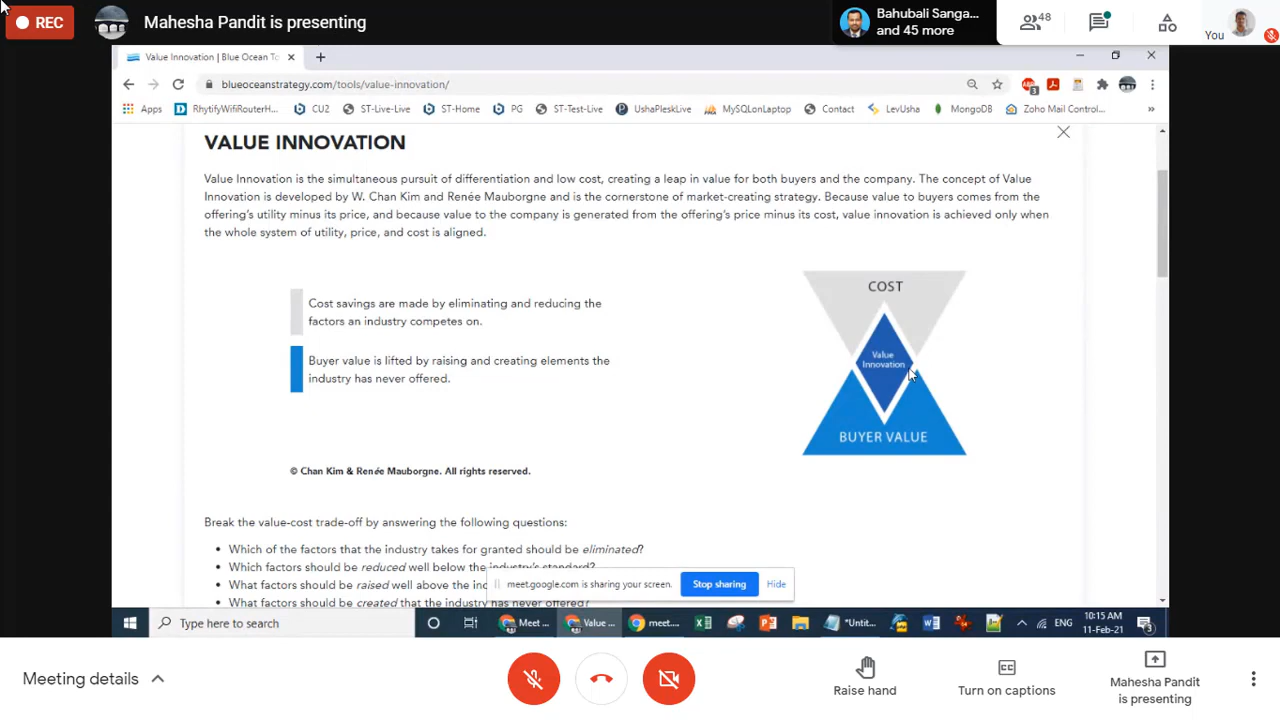 REC
Mahesha Pandit is presenting
Bahubali Sanga...
and 45 more
48
You
Value Innovation | Blue Ocean To
blueoceanstrategy.com/tools/value-innovation/
Apps RhytifyWifiRouterH... CU2 ST-Live-Live ST-Home PG ST-Test-Live UshaPleskLive MySQLonLaptop Contact LevUsha MongoDB Zoho Mail Control... »
VALUE INNOVATION
Value Innovation is the simultaneous pursuit of differentiation and low cost, creating a leap in value for both buyers and the company. The concept of Value
Innovation is developed by W. Chan Kim and Renée Mauborgne and is the cornerstone of market-creating strategy. Because value to buyers comes from the
offering's utility minus its price, and because value to the company is generated from the offering's price minus its cost, value innovation is achieved only when
the whole system of utility, price, and cost is aligned.
Cost savings are made by eliminating and reducing the
factors an industry competes on.
Buyer value is lifted by raising and creating elements the
industry has never offered.
COST
Value
Innovation
BUYER VALUE
© Chan Kim & Renée Mauborgne. All rights reserved.
Break the value-cost trade-off by answering the following questions:
• Which of the factors that the industry takes for granted should be eliminated?
• Which factors should be reduced well below the industry's standard?
• What factors should be raised well above the ind
• What factors should be created that the industry has never offered?
meet.google.com is sharing your screen. Stop sharing Hide
Type here to search
Meet ... Value ... meet.... *Untit... ENG
10:15 AM
11-Feb-21
3
Meeting details
Raise hand
Turn on captions
Mahesha Pandit
is presenting